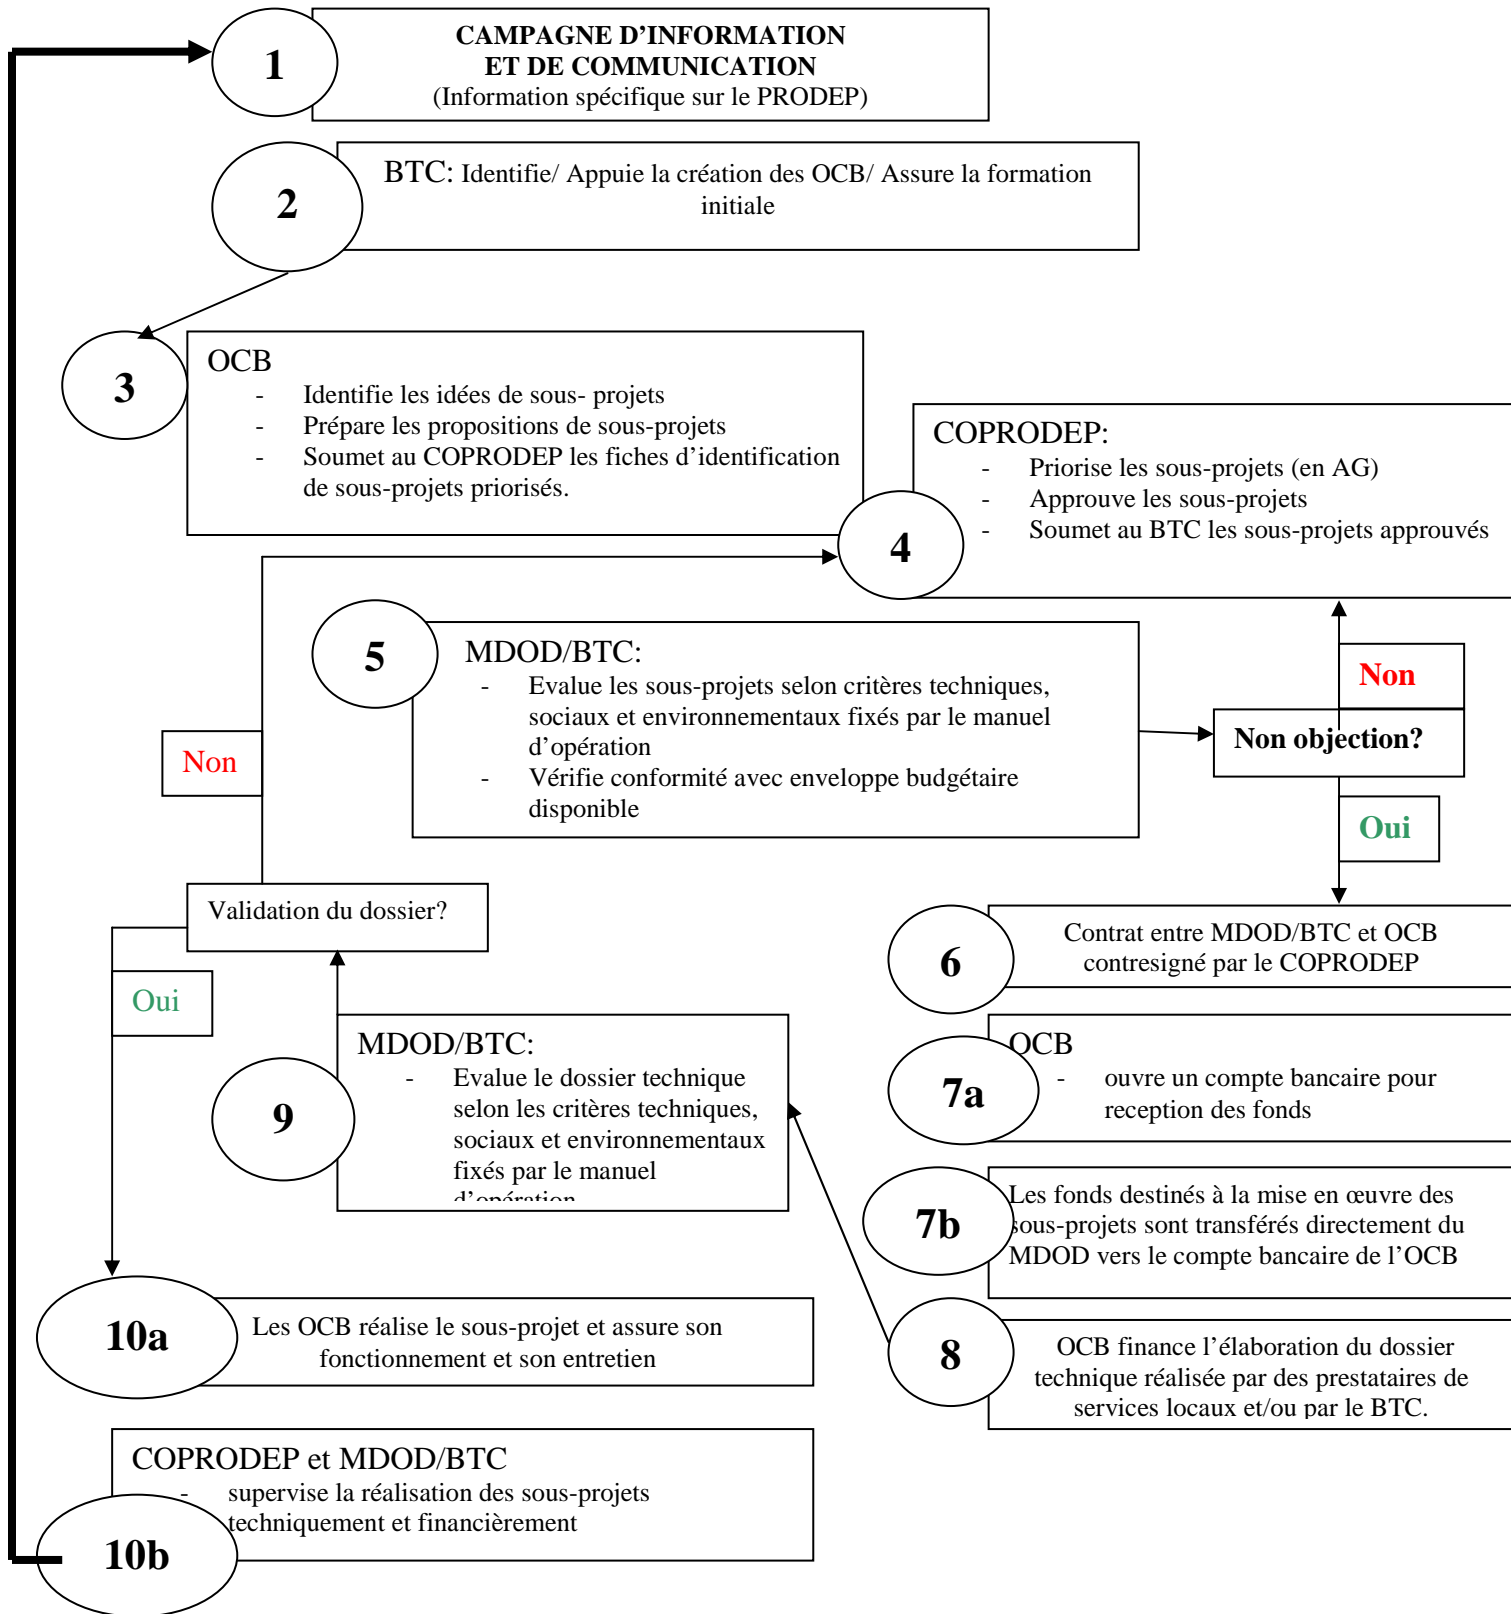 1
CAMPAGNE D’INFORMATION
ET DE COMMUNICATION
(Information spécifique sur le PRODEP)
2
BTC: Identifie/ Appuie la création des OCB/ Assure la formation
initiale
3
OCB
- Identifie les idées de sous- projets
- Prépare les propositions de sous-projets
- Soumet au COPRODEP les fiches d’identification
de sous-projets priorisés.
4
COPRODEP:
- Priorise les sous-projets (en AG)
- Approuve les sous-projets
- Soumet au BTC les sous-projets approuvés
5
MDOD/BTC:
- Evalue les sous-projets selon critères techniques,
sociaux et environnementaux fixés par le manuel
d’opération
- Vérifie conformité avec enveloppe budgétaire
disponible
Non
Non objection?
Oui
Non
Validation du dossier?
Oui
6
Contrat entre MDOD/BTC et OCB
contresigné par le COPRODEP
7a
OCB
- ouvre un compte bancaire pour
reception des fonds
7b
Les fonds destinés à la mise en œuvre des
sous-projets sont transférés directement du
MDOD vers le compte bancaire de l’OCB
8
OCB finance l’élaboration du dossier
technique réalisée par des prestataires de
services locaux et/ou par le BTC.
9
MDOD/BTC:
- Evalue le dossier technique
selon les critères techniques,
sociaux et environnementaux
fixés par le manuel
d’opération
10a
Les OCB réalise le sous-projet et assure son
fonctionnement et son entretien
10b
COPRODEP et MDOD/BTC
- supervise la réalisation des sous-projets
techniquement et financièrement